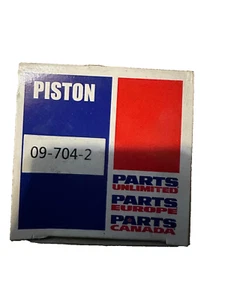 PISTON
09-704-2
PARTS
UNLIMITED
PARTS
EUROPE
PARTS
CANADA